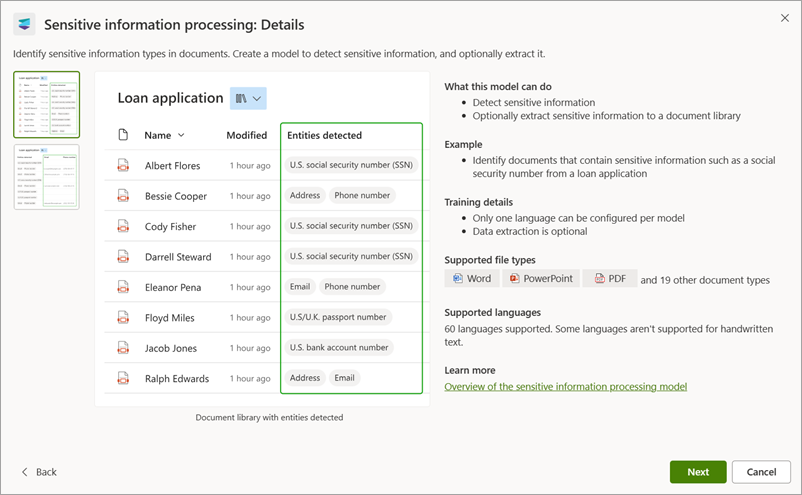 Sensitive information processing: Details
Identify sensitive information types in documents. Create a model to detect sensitive information, and optionally extract it.
Loan application
Loan application
Loan application
Name Modified Entities detected
Albert Flores 1 hour ago U.S. social security number (SSN)
Bessie Cooper 1 hour ago Address Phone number
Cody Fisher 1 hour ago U.S. social security number (SSN)
Darrell Steward 1 hour ago U.S. social security number (SSN)
Eleanor Pena 1 hour ago Email Phone number
Floyd Miles 1 hour ago U.S/U.K. passport number
Jacob Jones 1 hour ago U.S. bank account number
Ralph Edwards 1 hour ago Address Email
Document library with entities detected
What this model can do
• Detect sensitive information
• Optionally extract sensitive information to a document library
Example
• Identify documents that contain sensitive information such as a social
security number from a loan application
Training details
• Only one language can be configured per model
• Data extraction is optional
Supported file types
Word PowerPoint PDF and 19 other document types
Supported languages
60 languages supported. Some languages aren't supported for handwritten
text.
Learn more
Overview of the sensitive information processing model
Back Next Cancel